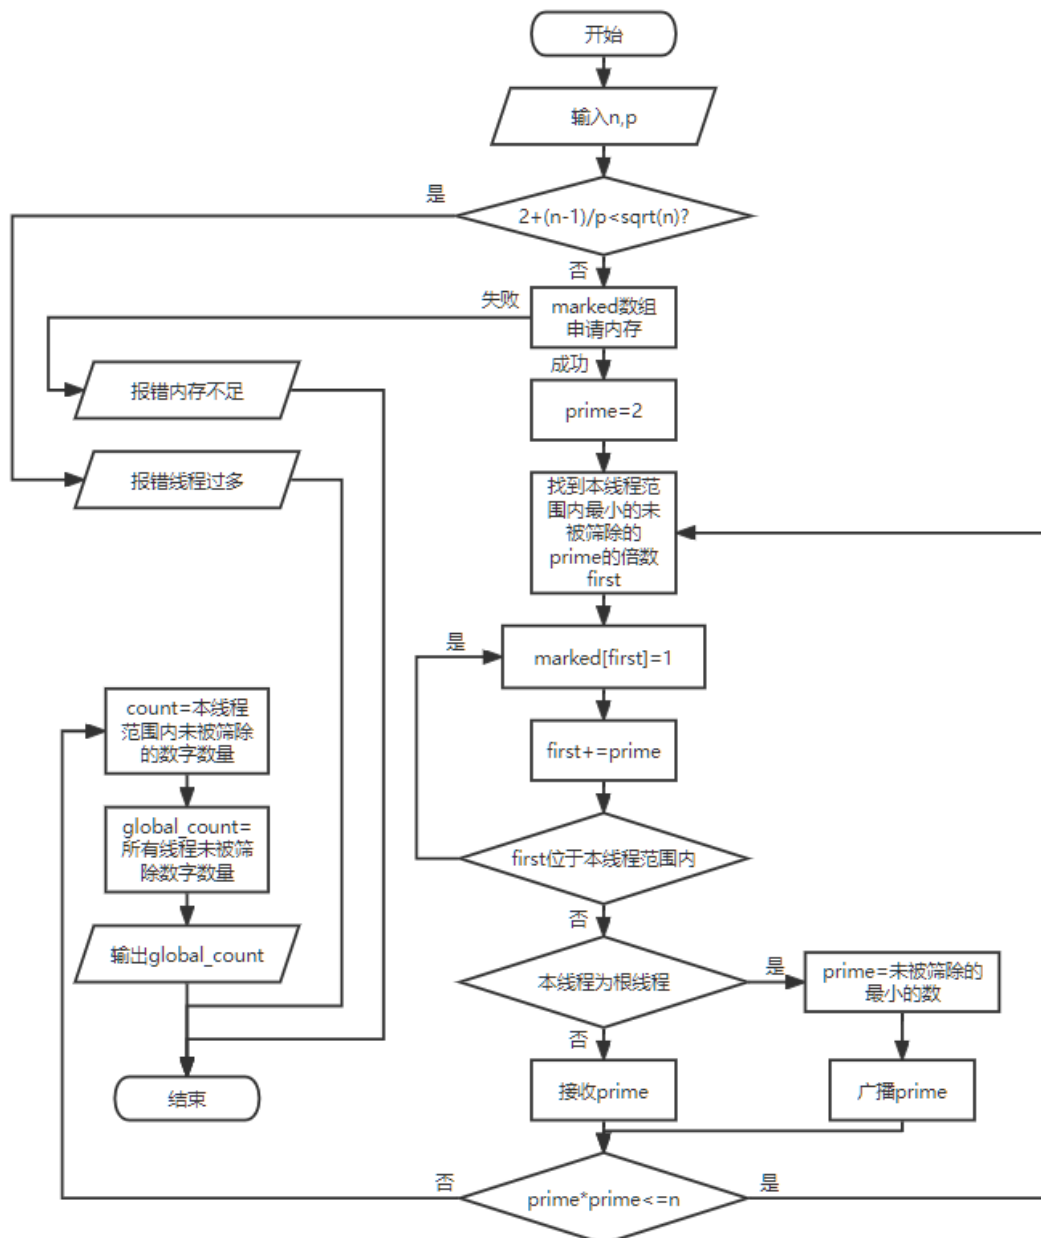 开始
输入n,p
是
2+(n-1)/p<sqrt(n)?
否
失败
marked数组
申请内存
成功
报错内存不足
prime=2
报错线程过多
找到本线程范
围内最小的未
被筛除的
prime的倍数
first
是
marked[first]=1
count=本线程
范围内未被筛除
的数字数量
first+=prime
global_count=
所有线程未被筛
除数字数量
first位于本线程范围内
否
输出global_count
本线程为根线程
是
prime=未被筛除的
最小的数
否
结束
接收prime
广播prime
否
prime*prime<=n
是